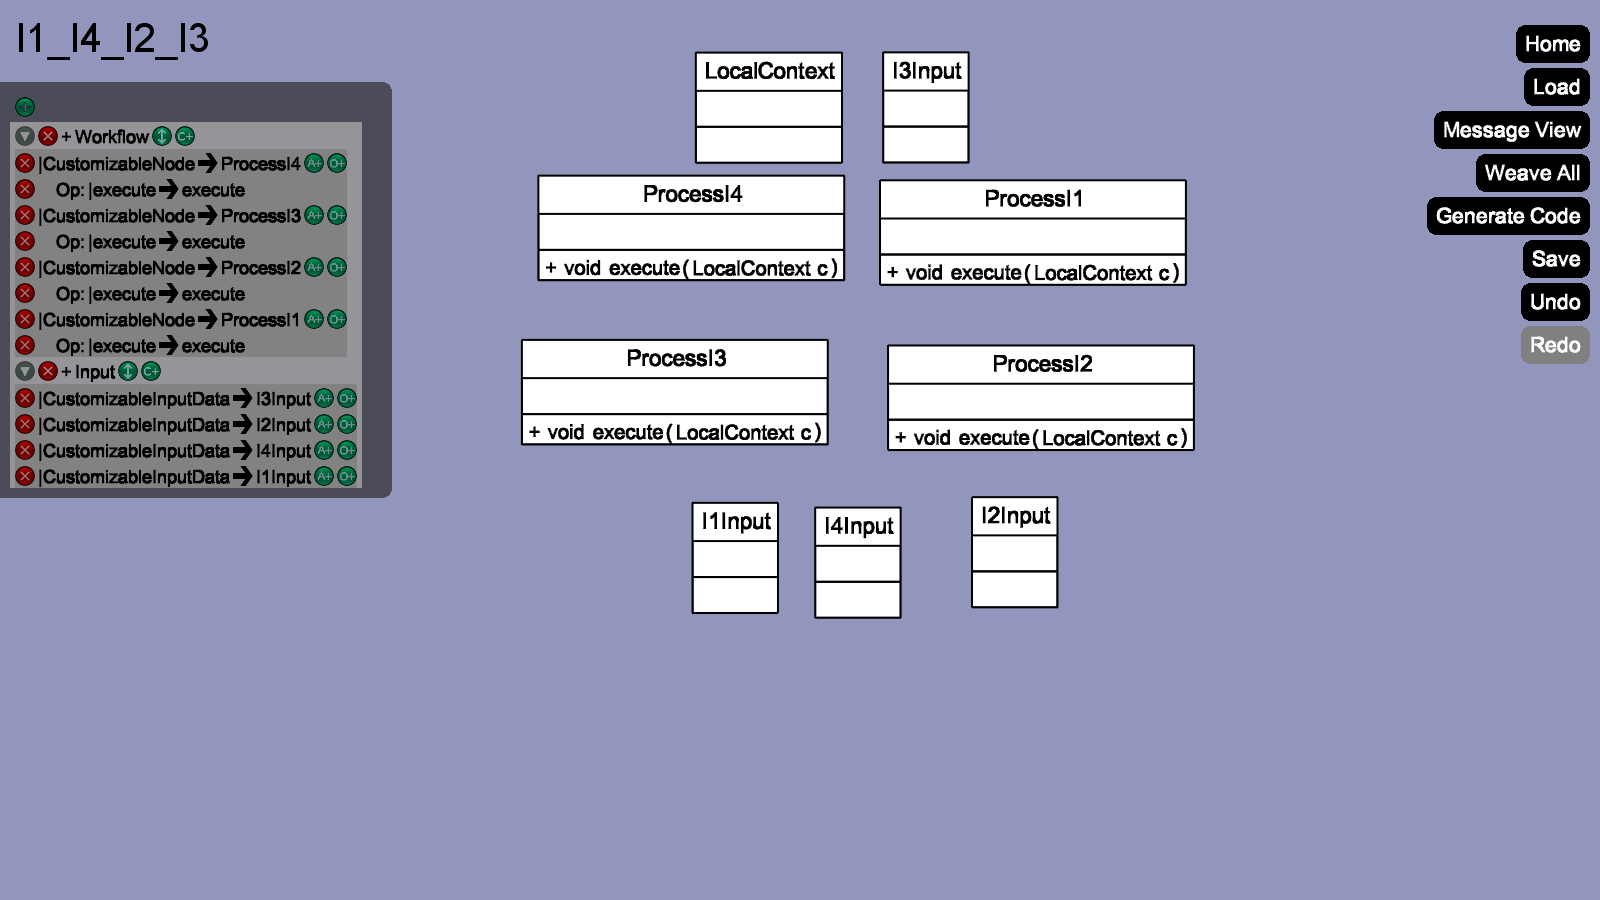 I1_I4_I2_I3
+ Workflow C+
|CustomizableNode ProcessI4 A+ O+
Op: |execute execute
|CustomizableNode ProcessI3 A+ O+
Op: |execute execute
|CustomizableNode ProcessI2 A+ O+
Op: |execute execute
|CustomizableNode ProcessI1 A+ O+
Op: |execute execute
+ Input C+
|CustomizableInputData I3Input A+ O+
|CustomizableInputData I2Input A+ O+
|CustomizableInputData I4Input A+ O+
|CustomizableInputData I1Input A+ O+
LocalContext
I3Input
ProcessI4
+ void execute(LocalContext c)
ProcessI1
+ void execute(LocalContext c)
ProcessI3
+ void execute(LocalContext c)
ProcessI2
+ void execute(LocalContext c)
I1Input
I4Input
I2Input
Home
Load
Message View
Weave All
Generate Code
Save
Undo
Redo